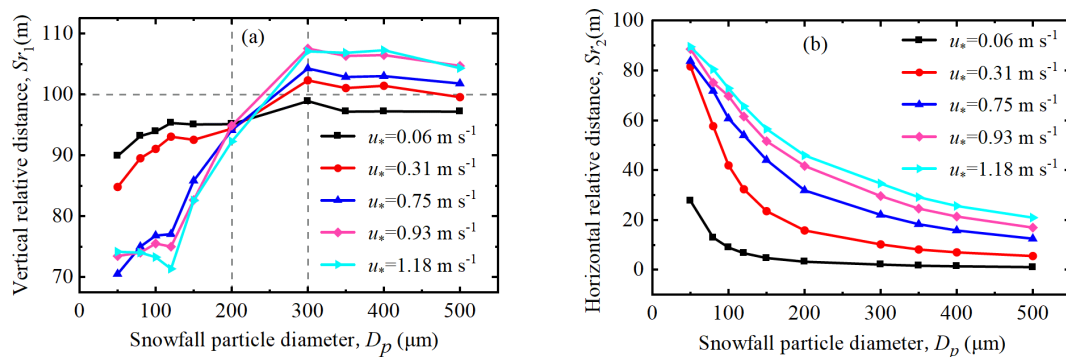 (a)
Vertical relative distance, Sr₁(m)
110
100
90
80
70
u*=0.06 m s⁻¹
u*=0.31 m s⁻¹
u*=0.75 m s⁻¹
u*=0.93 m s⁻¹
u*=1.18 m s⁻¹
0 100 200 300 400 500
Snowfall particle diameter, Dp (μm)
(b)
Horizontal relative distance, Sr₂(m)
100
80
60
40
20
0
u*=0.06 m s⁻¹
u*=0.31 m s⁻¹
u*=0.75 m s⁻¹
u*=0.93 m s⁻¹
u*=1.18 m s⁻¹
0 100 200 300 400 500
Snowfall particle diameter, Dp (μm)